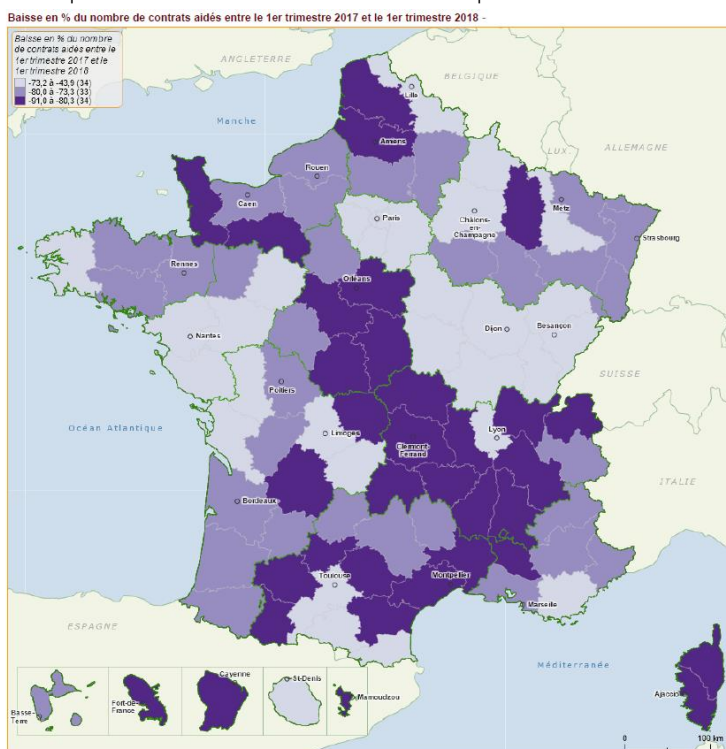 Baisse en % du nombre de contrats aidés entre le 1er trimestre 2017 et le 1er trimestre 2018 -
Baisse en % du nombre
de contrats aidés entre le
1er trimestre 2017 et le
1er trimestre 2018
-73,2 à -43,9 (34)
-80,0 à -73,3 (33)
-91,0 à -80,3 (34)
ANGLETERRE
BELGIQUE
Lille
Manche
Amiens
LUX.
ALLEMAGNE
Rouen
Caen
Metz
Paris
Châlons-
en-
Champagne
Strasbourg
Rennes
Orléans
Nantes
Dijon
Besançon
SUISSE
Poitiers
Océan Atlantique
Limoges
Clermont-
Ferrand
Lyon
ITALIE
Bordeaux
Toulouse
Montpellier
Marseille
ESPAGNE
Méditerranée
Ajaccio
Basse-
Terre
Fort-de-
France
Cayenne
St-Denis
Mamoudzou
0
100 km